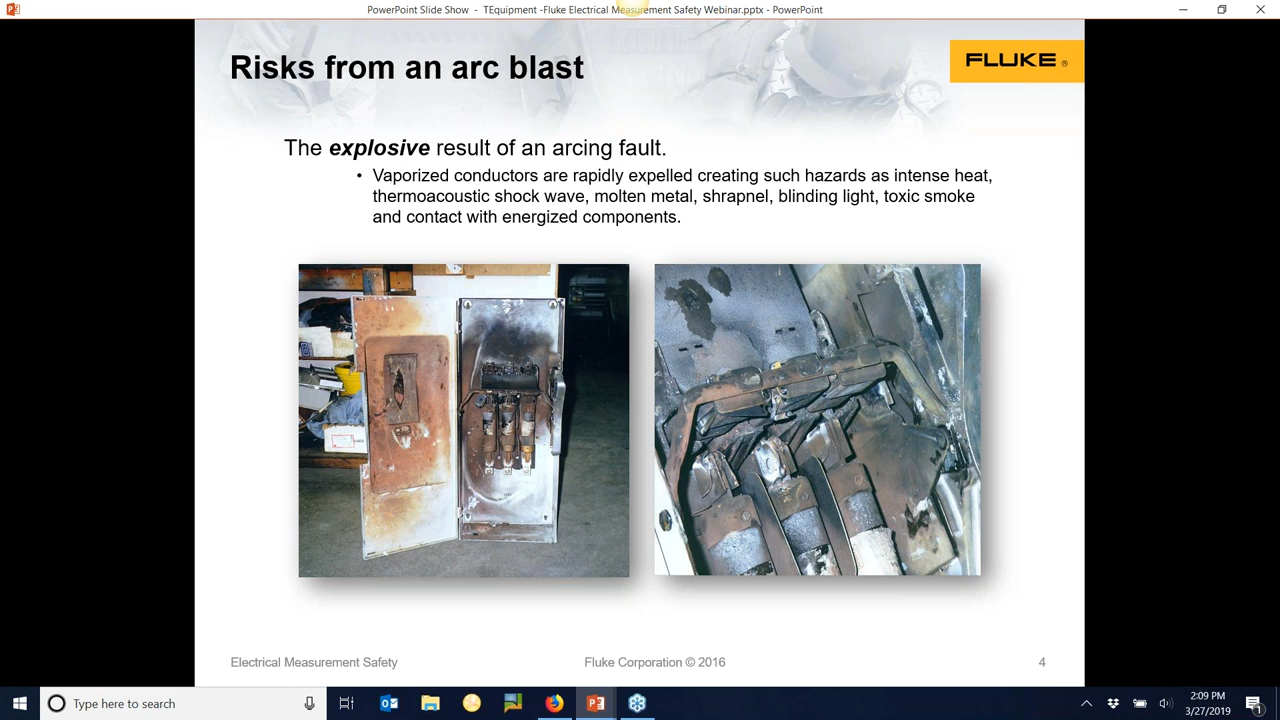 PowerPoint Slide Show - TEquipment -Fluke Electrical Measurement Safety Webinar.pptx - PowerPoint
Risks from an arc blast
FLUKE ®
The explosive result of an arcing fault.
• Vaporized conductors are rapidly expelled creating such hazards as intense heat,
thermoacoustic shock wave, molten metal, shrapnel, blinding light, toxic smoke
and contact with energized components.
Electrical Measurement Safety
Fluke Corporation © 2016
4
Type here to search
2:09 PM
3/27/2019
1